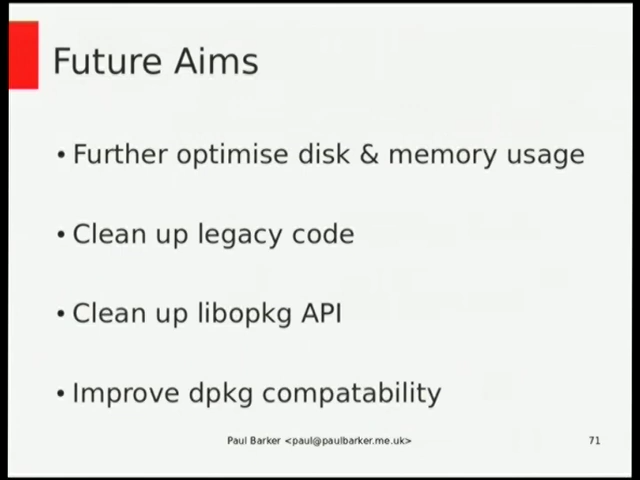 Future Aims
• Further optimise disk & memory usage
• Clean up legacy code
• Clean up libopkg API
• Improve dpkg compatability
Paul Barker <paul@paulbarker.me.uk> 71